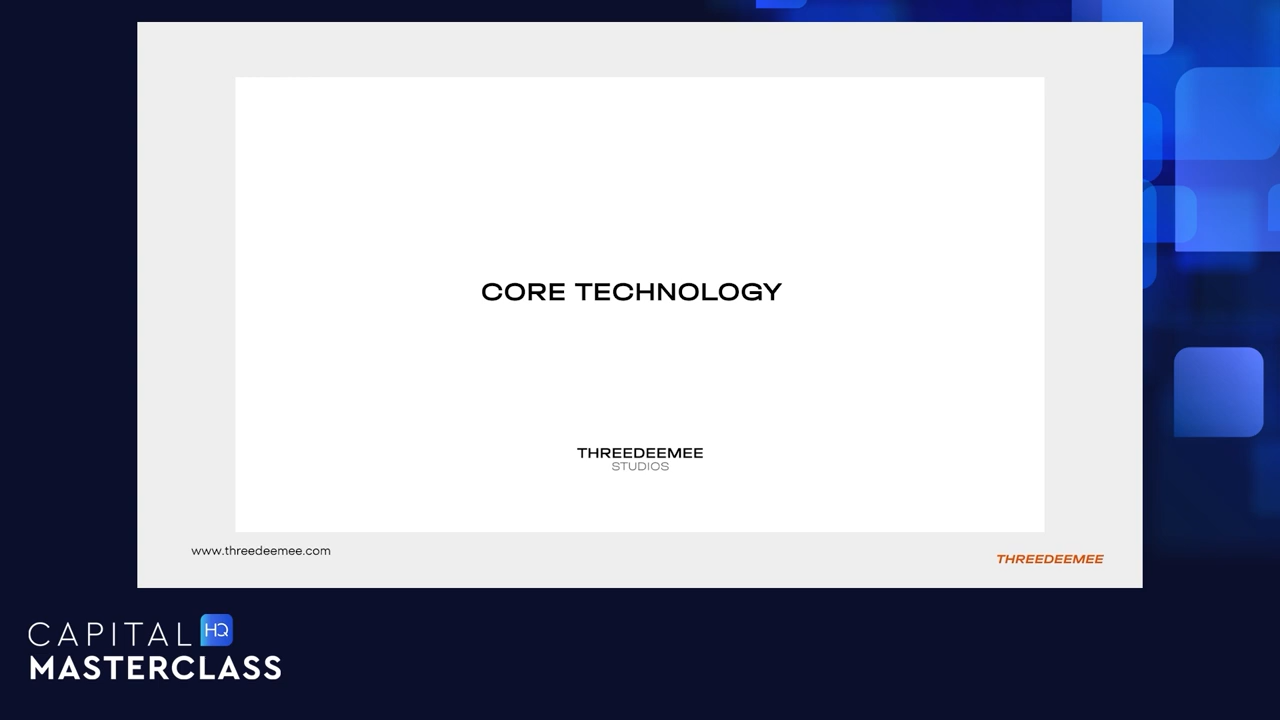 CORE TECHNOLOGY
THREEDEEMEE
STUDIOS
www.threedeemee.com
THREEDEEMEE
CAPITAL HQ
MASTERCLASS